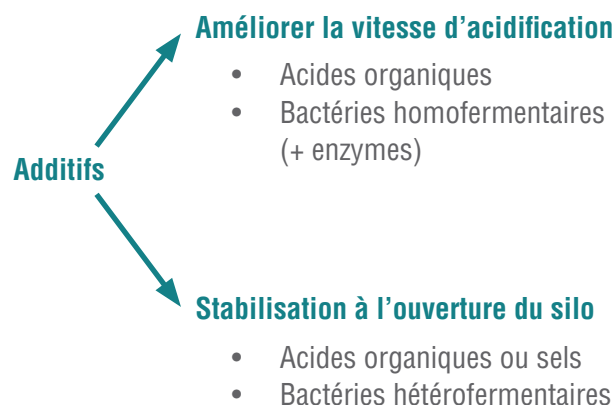 Améliorer la vitesse d’acidification
• Acides organiques
• Bactéries homofermentaires
(+ enzymes)
Additifs
Stabilisation à l’ouverture du silo
• Acides organiques ou sels
• Bactéries hétérofermentaires